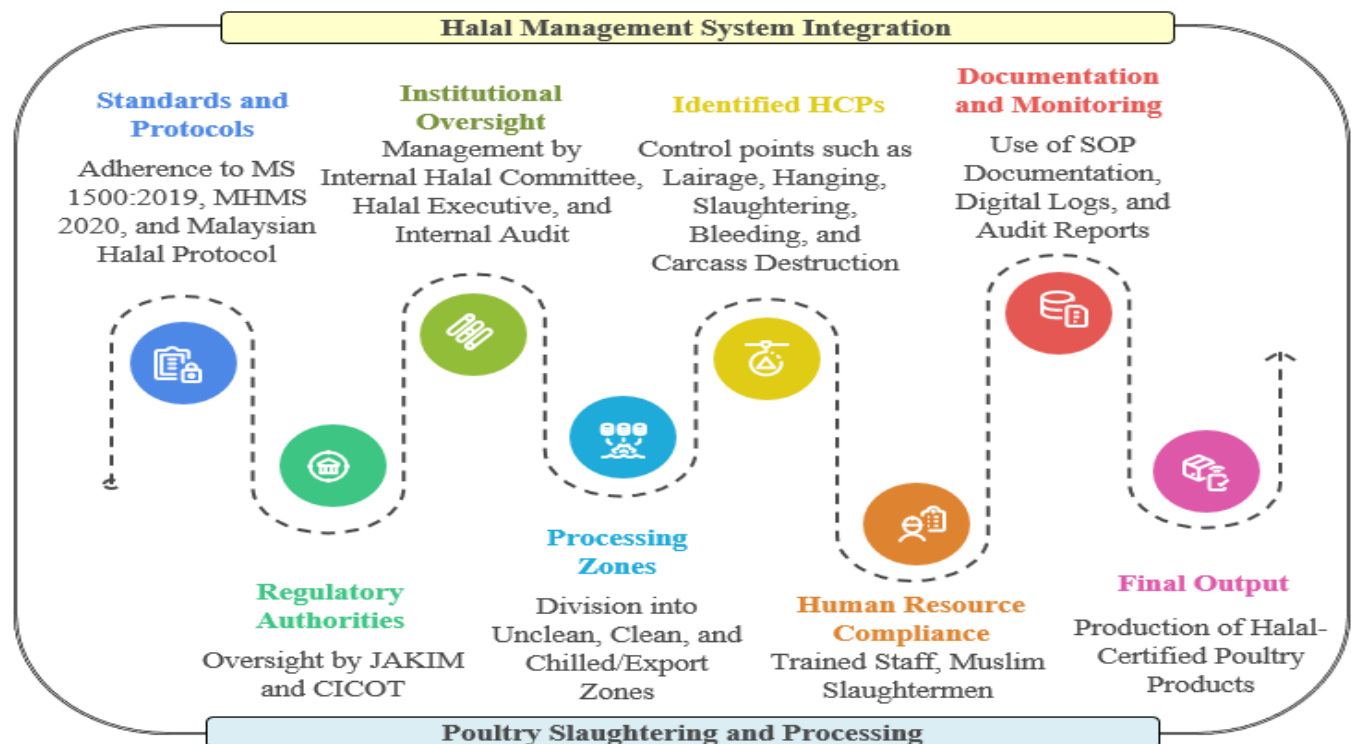 Halal Management System Integration
Standards and
Protocols
Adherence to MS
1500:2019, MHMS
2020, and Malaysian
Halal Protocol
Institutional
Oversight
Management by
Internal Halal Committee,
Halal Executive, and
Internal Audit
Identified HCPs
Control points such as
Lairage, Hanging,
Slaughtering,
Bleeding, and
Carcass Destruction
Documentation
and Monitoring
Use of SOP
Documentation,
Digital Logs, and
Audit Reports
Regulatory
Authorities
Oversight by JAKIM
and CICOT
Processing
Zones
Division into
Unclean, Clean, and
Chilled/Export
Zones
Human Resource
Compliance
Trained Staff, Muslim
Slaughtermen
Final Output
Production of Halal-
Certified Poultry
Products
Poultry Slaughtering and Processing